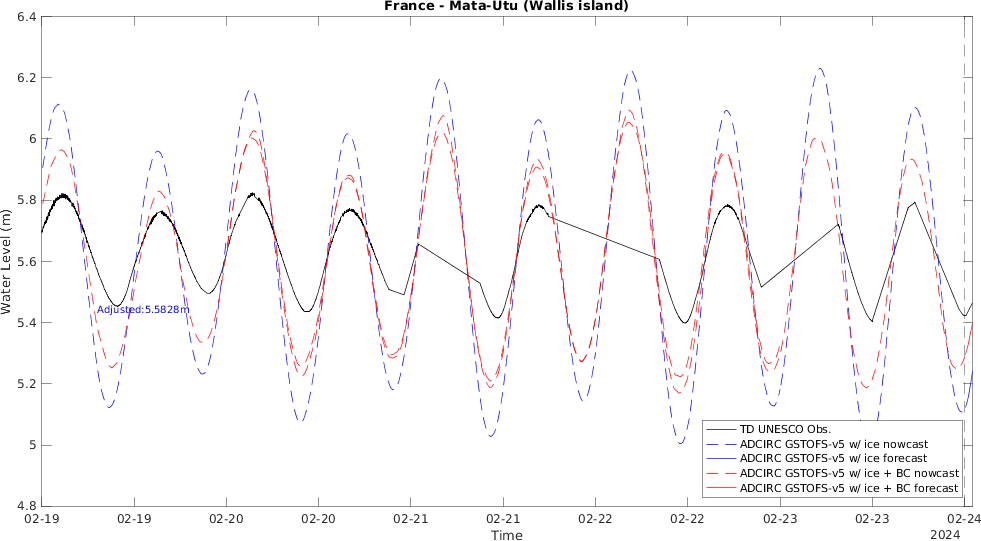 France - Mata-Utu (Wallis island)
6.4
6.2
6
5.8
5.6
5.4
5.2
5
4.8
Water Level (m)
Adjusted:5.5828m
TD UNESCO Obs.
ADCIRC GSTOFS-v5 w/ ice nowcast
ADCIRC GSTOFS-v5 w/ ice forecast
ADCIRC GSTOFS-v5 w/ ice + BC nowcast
ADCIRC GSTOFS-v5 w/ ice + BC forecast
02-19 02-19 02-20 02-20 02-21 02-21 02-22 02-22 02-23 02-23 02-24
Time
2024